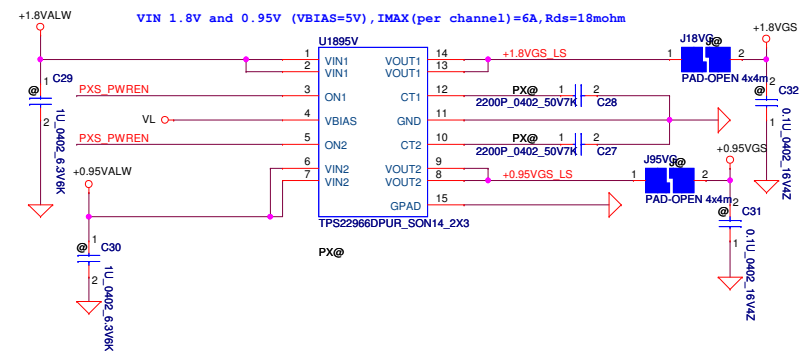 VIN 1.8V and 0.95V (VBIAS=5V),IMAX(per channel)=6A,Rds=18mohm
+1.8VALW
U1895V
J18VG
J@
+1.8VGS
1
VIN1
VOUT1
14
+1.8VGS_LS
1
2
2
VIN1
VOUT1
13
PAD-OPEN 4x4m
@
1
C29
2
1U_0402_6.3V6K
PXS_PWREN
3
ON1
CT1
12
PX@
1
2
2200P_0402_50V7K
C28
@
2
C32
1
0.1U_0402_16V4Z
VL
4
VBIAS
GND
11
PXS_PWREN
5
ON2
CT2
10
PX@
1
2
2200P_0402_50V7K
C27
+0.95VALW
6
VIN2
VOUT2
9
7
VIN2
VOUT2
8
+0.95VGS_LS
J95VG
J@
1
2
PAD-OPEN 4x4m
+0.95VGS
GPAD
15
TPS22966DPUR_SON14_2X3
PX@
@
1
C30
2
1U_0402_6.3V6K
@
2
C31
1
0.1U_0402_16V4Z